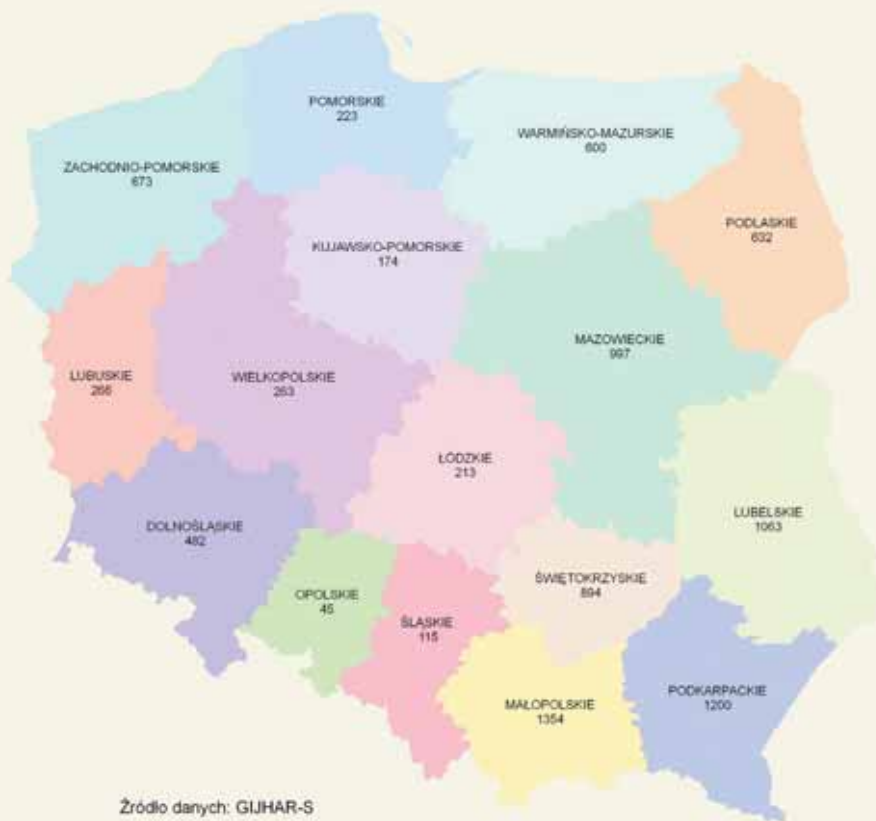 POMORSKIE
223
WARMIŃSKO-MAZURSKIE
600
ZACHODNIO-POMORSKIE
673
PODLASKIE
632
KUJAWSKO-POMORSKIE
174
MAZOWIECKIE
997
LUBUSKIE
266
WIELKOPOLSKIE
263
ŁÓDZKIE
213
LUBELSKIE
1063
DOLNOŚLĄSKIE
482
ŚWIĘTOKRZYSKIE
894
OPOLSKIE
45
ŚLĄSKIE
115
PODKARPACKIE
1200
MAŁOPOLSKIE
1354
Źródło danych: GIJHAR-S